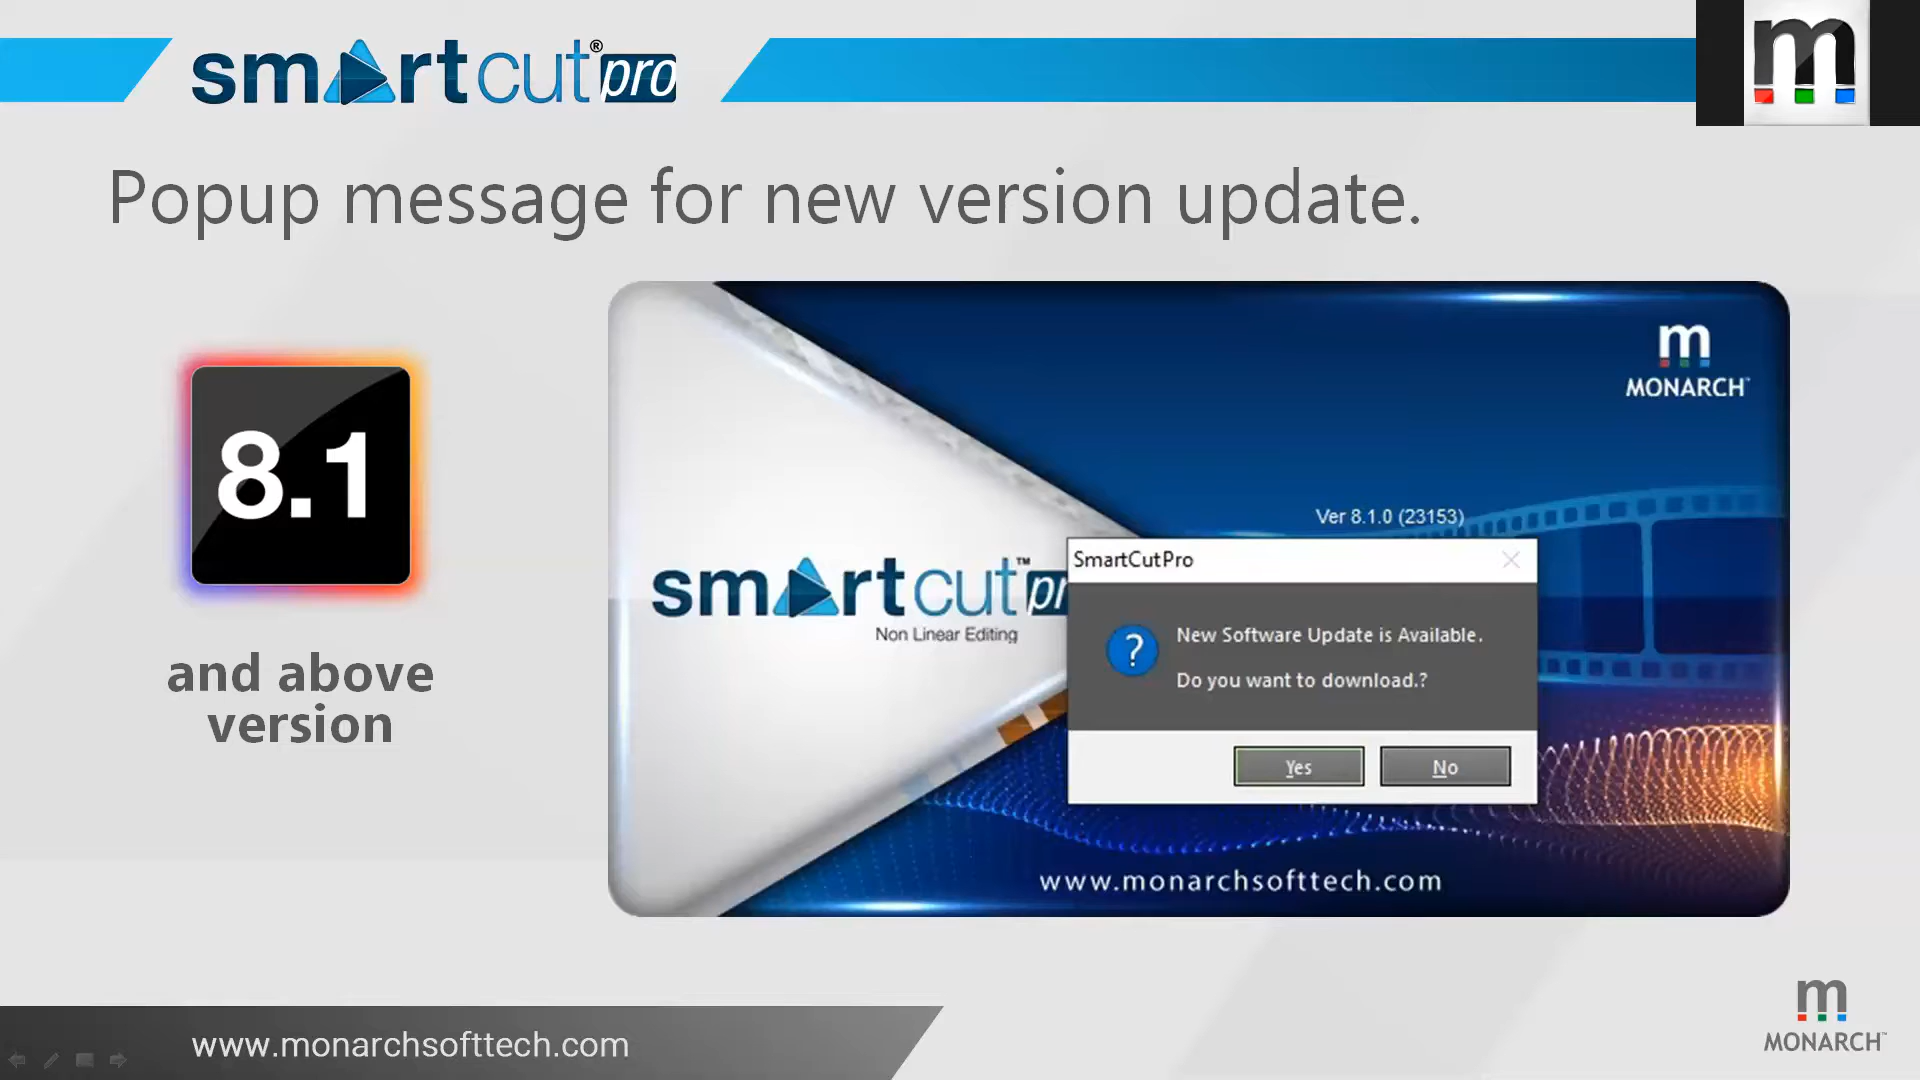 smartcut® pro
m
Popup message for new version update.
8.1
and above
version
m
MONARCH™
Ver 8.1.0 (23153)
smartcut™
Non Linear Editing
SmartCutPro
?
New Software Update is Available.
Do you want to download.?
Yes
No
www.monarchsofttech.com
www.monarchsofttech.com
m
MONARCH™